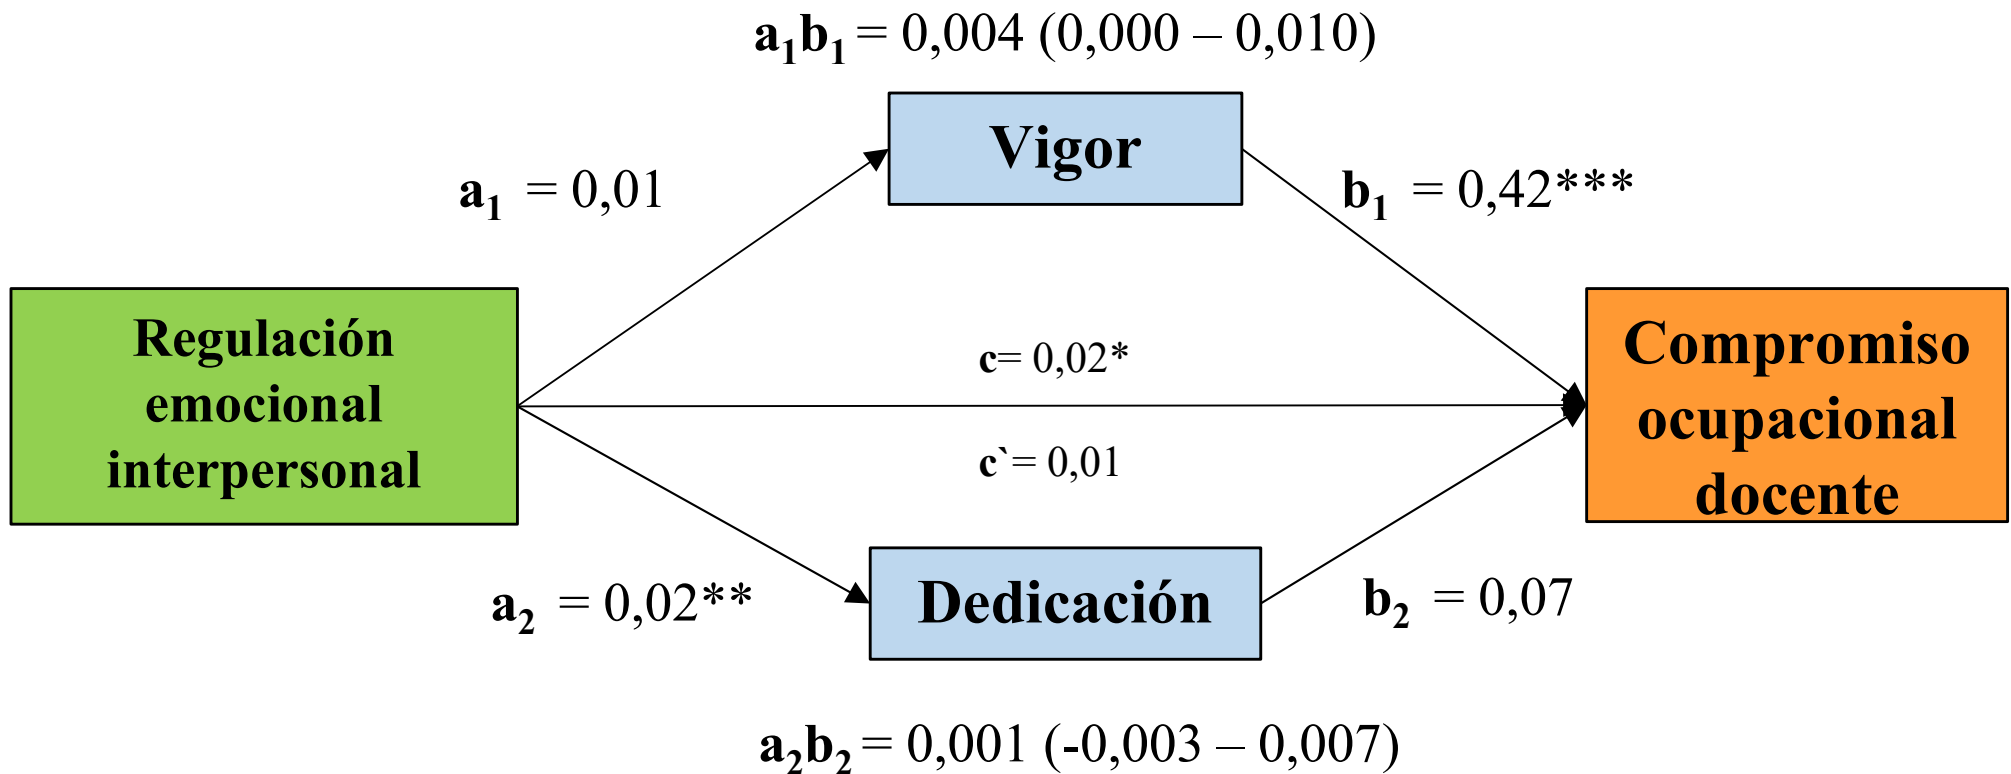 a₁b₁ = 0,004 (0,000 – 0,010)
Vigor
a₁ = 0,01
b₁ = 0,42***
Regulación
emocional
interpersonal
c= 0,02*
c`= 0,01
Compromiso
ocupacional
docente
a₂ = 0,02**
Dedicación
b₂ = 0,07
a₂b₂ = 0,001 (-0,003 – 0,007)